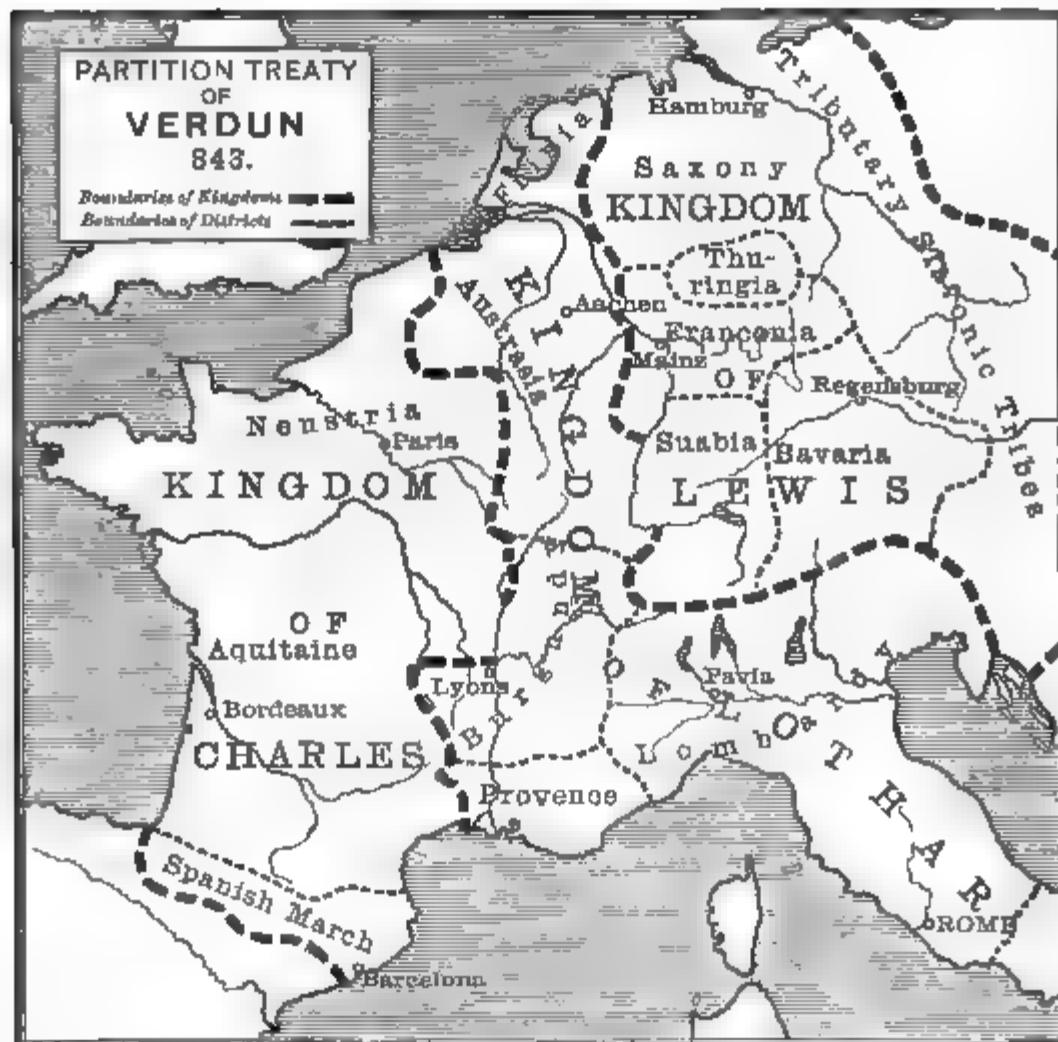 PARTITION TREATY
OF
VERDUN
843.
Boundaries of Kingdoms
Boundaries of Districts
Hamburg
Tributary Slavonic Tribes
Frisia
Saxony
KINGDOM
Thu-
ringia
KINGDOM
Austrasia
Aachen
Franconia
Mainz
OF
Regensburg
Neustria
Paris
Suabia
Bavaria
KINGDOM
LEWIS
Burgundy
OF
Aquitaine
OF
Pavia
Lyons
Bordeaux
LOTHAR
Lombardy
CHARLES
Provence
Spanish March
ROME
Barcelona